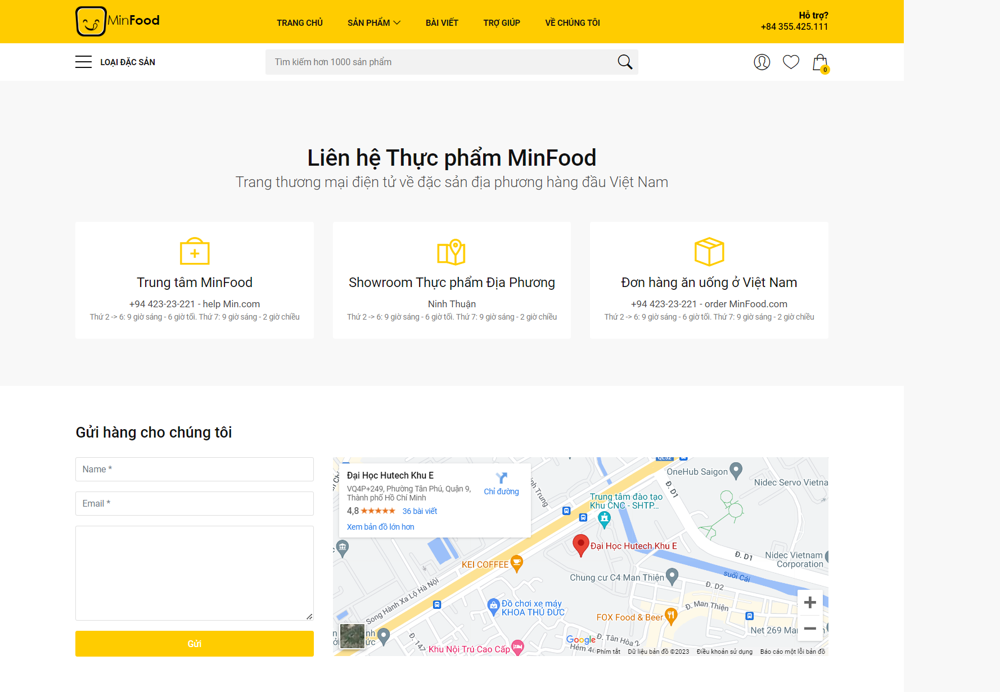 MinFood
TRANG CHỦ
SẢN PHẨM
BÀI VIẾT
TRỢ GIÚP
VỀ CHÚNG TÔI
Hỗ trợ?
+84 355.425.111
LOẠI ĐẶC SẢN
Tìm kiếm hơn 1000 sản phẩm
0
Liên hệ Thực phẩm MinFood
Trang thương mại điện tử về đặc sản địa phương hàng đầu Việt Nam
Trung tâm MinFood
+94 423-23-221 - help Min.com
Thứ 2 -> 6: 9 giờ sáng - 6 giờ tối. Thứ 7: 9 giờ sáng - 2 giờ chiều
Showroom Thực phẩm Địa Phương
Ninh Thuận
Thứ 2 -> 6: 9 giờ sáng - 6 giờ tối. Thứ 7: 9 giờ sáng - 2 giờ chiều
Đơn hàng ăn uống ở Việt Nam
+94 423-23-221 - order MinFood.com
Thứ 2 -> 6: 9 giờ sáng - 6 giờ tối. Thứ 7: 9 giờ sáng - 2 giờ chiều
Gửi hàng cho chúng tôi
Name *
Email *
Gửi
Đại Học Hutech Khu E
VQ4P+249, Phường Tân Phú, Quận 9,
Thành phố Hồ Chí Minh
4,8
36 bài viết
Xem bản đồ lớn hơn
Chỉ đường
QL52
OneHub Saigon
Đ. D1
Nidec Servo Vietna
Trung tâm đào tạo
Khu CNC - SHTP...
Đại Học Hutech Khu E
Đ. D1
Nidec Vietnam
Corporation
KEI COFFEE
Chung cư C4 Man Thiện
suối Cái
Đ. D2
Song Hành Xa Lộ Hà Nội
Đồ chơi xe máy
KHOA THỦ ĐỨC
Đ. Man Thiện
FOX Food & Beer
Net 269 Man
Đ. 147
Khu Nội Trú Cao Cấp
Google
Đ. Tân Hòa 2
Hẻm 46
Phím tắt
Dữ liệu bản đồ ©2023
Điều khoản sử dụng
Báo cáo một lỗi bản đồ